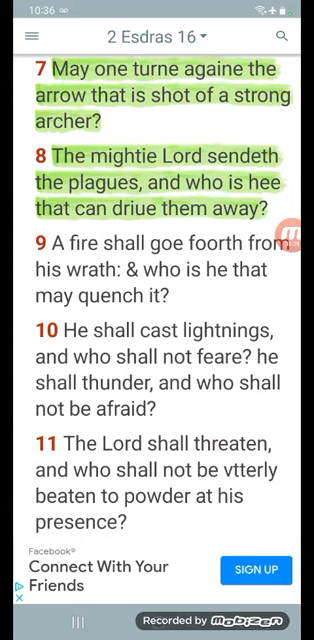 10:36
2 Esdras 16
7 May one turne againe the
arrow that is shot of a strong
archer?
8 The mightie Lord sendeth
the plagues, and who is hee
that can driue them away?
9 A fire shall goe foorth from
his wrath: & who is he that
may quench it?
10 He shall cast lightnings,
and who shall not feare? he
shall thunder, and who shall
not be afraid?
11 The Lord shall threaten,
and who shall not be vtterly
beaten to powder at his
presence?
Facebook®
Connect With Your
Friends
SIGN UP
Recorded by mobizen